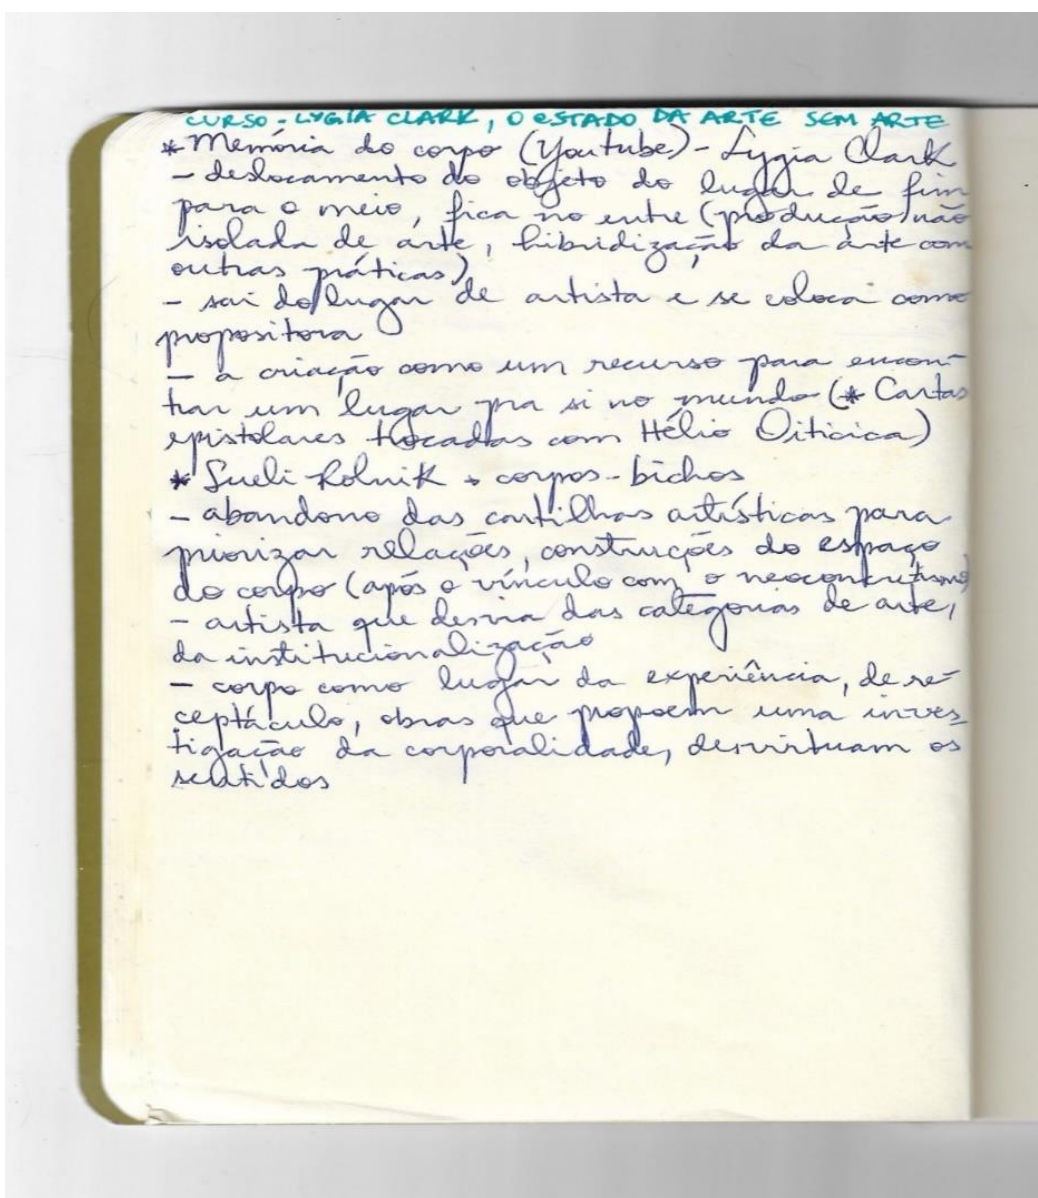 CURSO - LYGIA CLARK, O ESTADO DA ARTE SEM ARTE
* Memória do corpo (Youtube) - Lygia Clark
- deslocamento do objeto do lugar de fim
para o meio, fica no entre (produção não
isolada de arte, hibridização da arte com
outras práticas)
- sai do lugar de artista e se coloca como
propositora
- a criação como um recurso para encon-
trar um lugar pra si no mundo (* Cartas
epistolares trocadas com Hélio Oiticica)
* Sueli Rolnik → corpos-bichos
- abandono das cartilhas artísticas para
priorizar relações, construções do espaço
do corpo (após o vínculo com o neoconcretismo)
- artista que desvia das categorias de arte,
da institucionalização
- corpo como lugar da experiência, de re-
ceptáculo, obras que propoem uma inves
tigação da corporalidade, desvirtuam os
sentidos